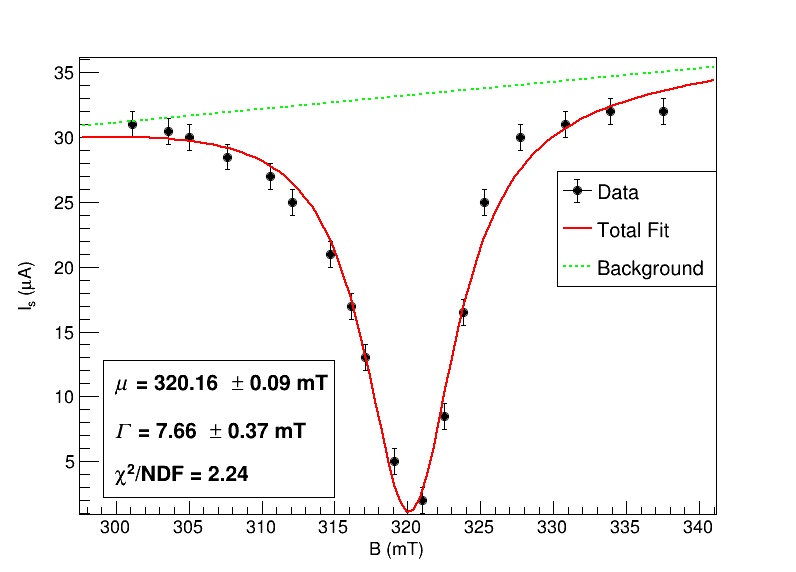 35
30
25
20
15
10
5
I_s (μA)
Data
Total Fit
Background
μ = 320.16 ± 0.09 mT
Γ = 7.66 ± 0.37 mT
χ²/NDF = 2.24
300 305 310 315 320 325 330 335 340
B (mT)